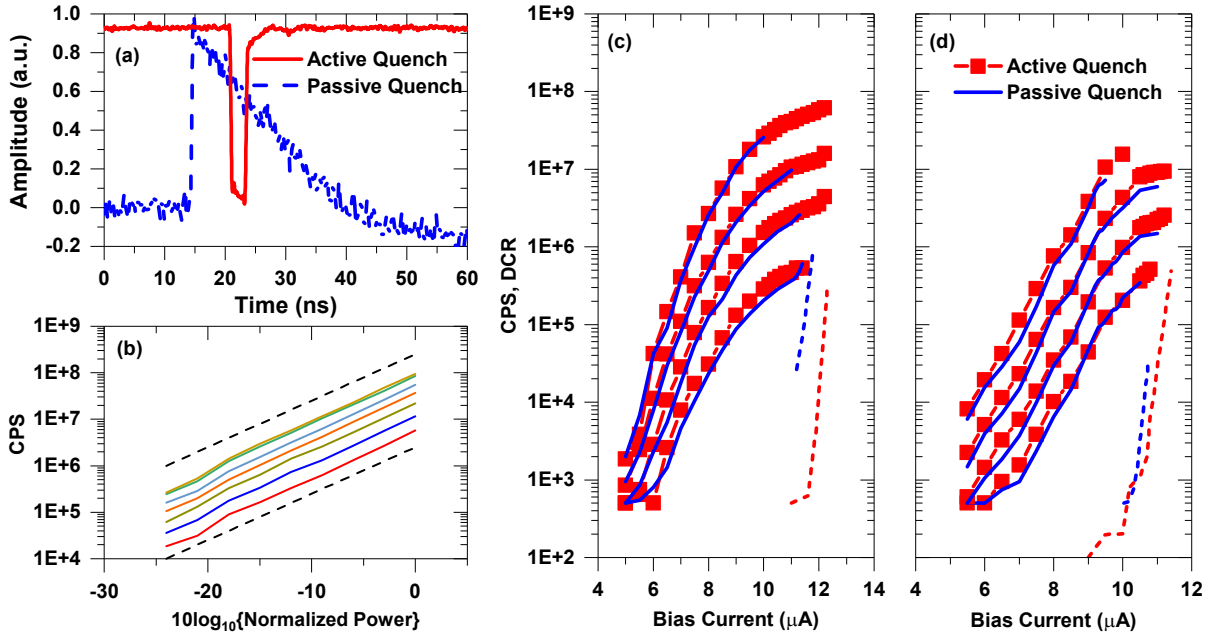 (a)
Active Quench
Passive Quench
Amplitude (a.u.)
1.0
0.8
0.6
0.4
0.2
0.0
-0.2
0 10 20 30 40 50 60
Time (ns)
(b)
CPS
1E+9
1E+8
1E+7
1E+6
1E+5
1E+4
-30 -20 -10 0
10log10{Normalized Power}
(c)
CPS, DCR
1E+9
1E+8
1E+7
1E+6
1E+5
1E+4
1E+3
1E+2
4 6 8 10 12 14
Bias Current (μA)
(d)
Active Quench
Passive Quench
4 6 8 10 12
Bias Current (μA)